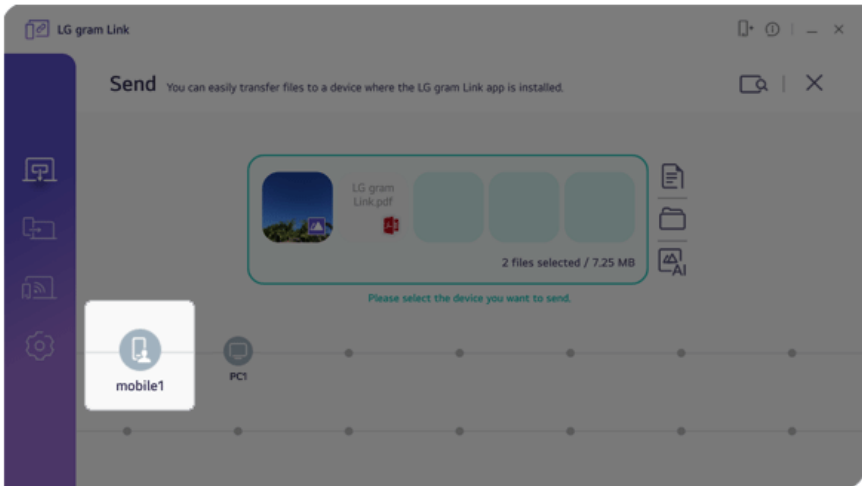 LG gram Link
Send You can easily transfer files to a device where the LG gram Link app is installed.
LG gram
Link.pdf
2 files selected / 7.25 MB
AI
Please select the device you want to send.
mobile1
PC1